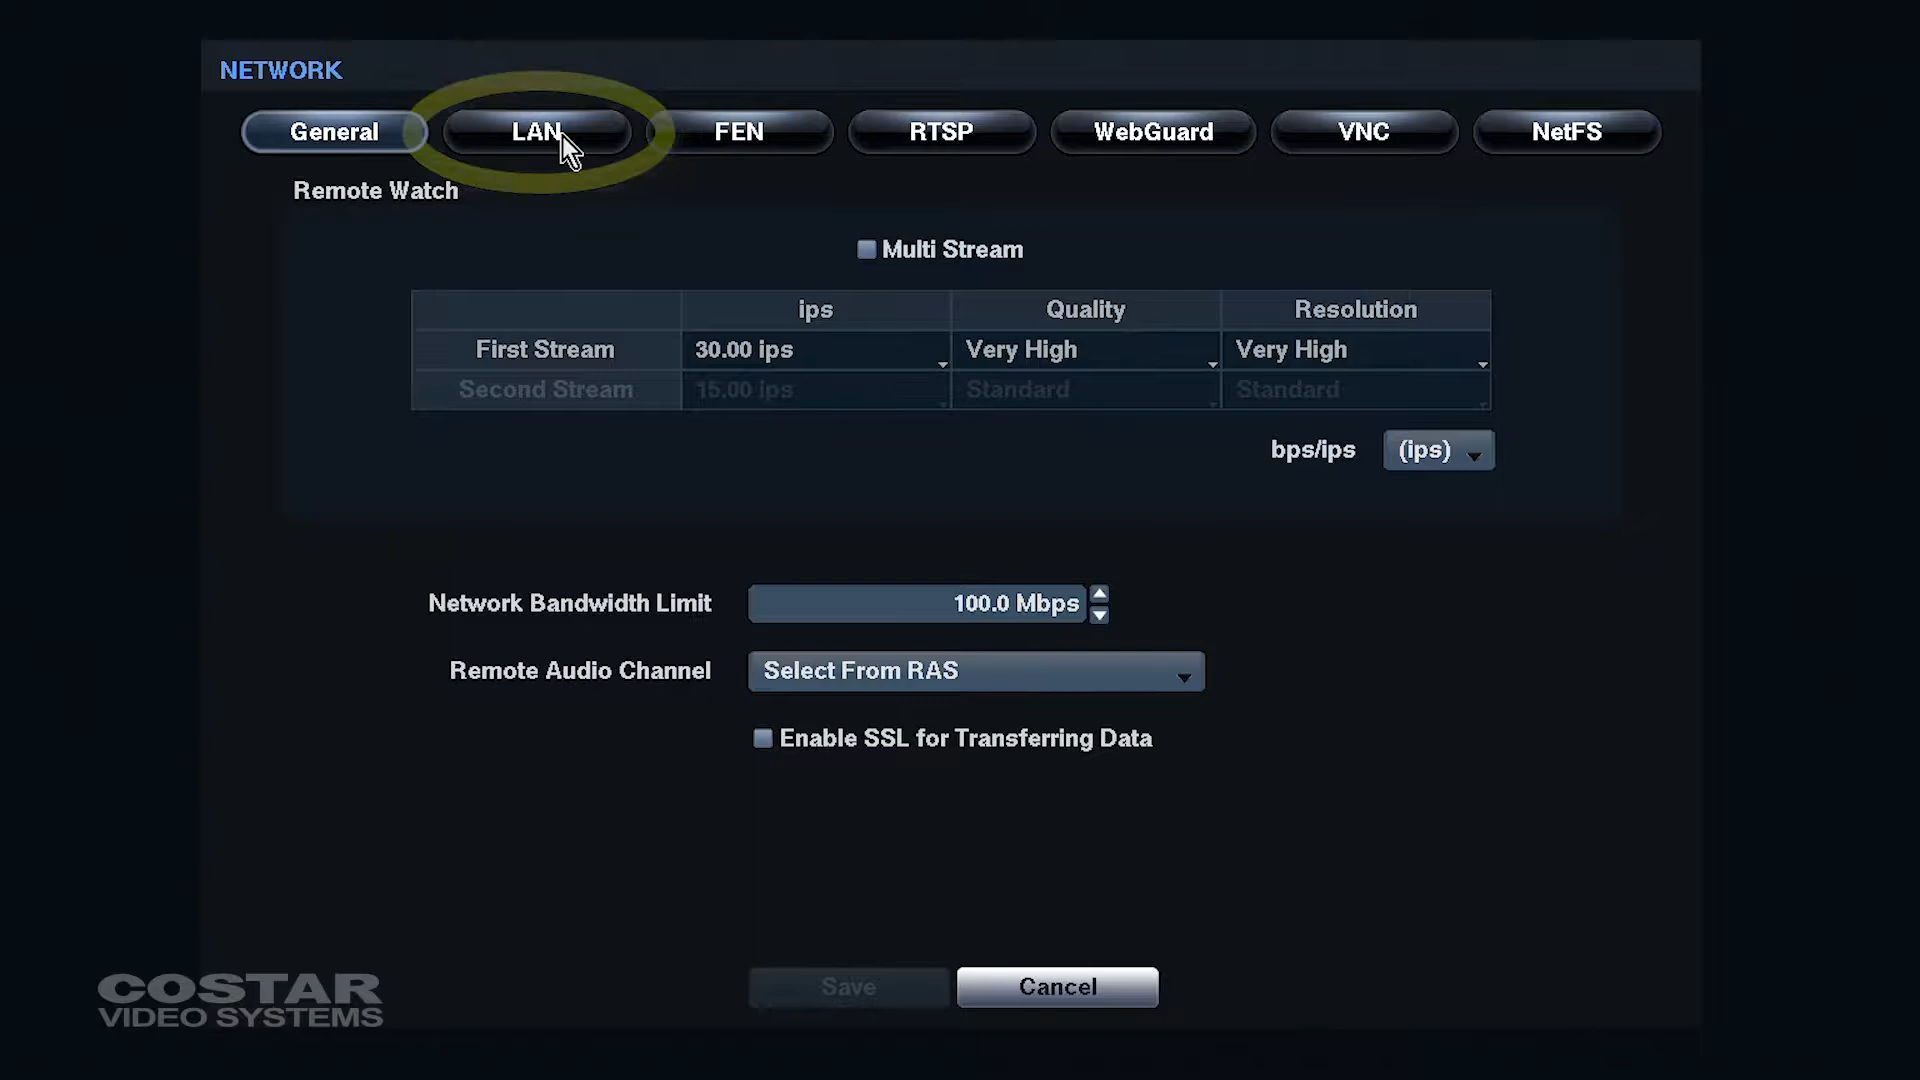 NETWORK
General LAN FEN RTSP WebGuard VNC NetFS
Remote Watch
Multi Stream
ips Quality Resolution
First Stream 30.00 ips Very High Very High
Second Stream 15.00 ips Standard Standard
bps/ips (ips)
Network Bandwidth Limit 100.0 Mbps
Remote Audio Channel Select From RAS
Enable SSL for Transferring Data
Save Cancel
COSTAR
VIDEO SYSTEMS